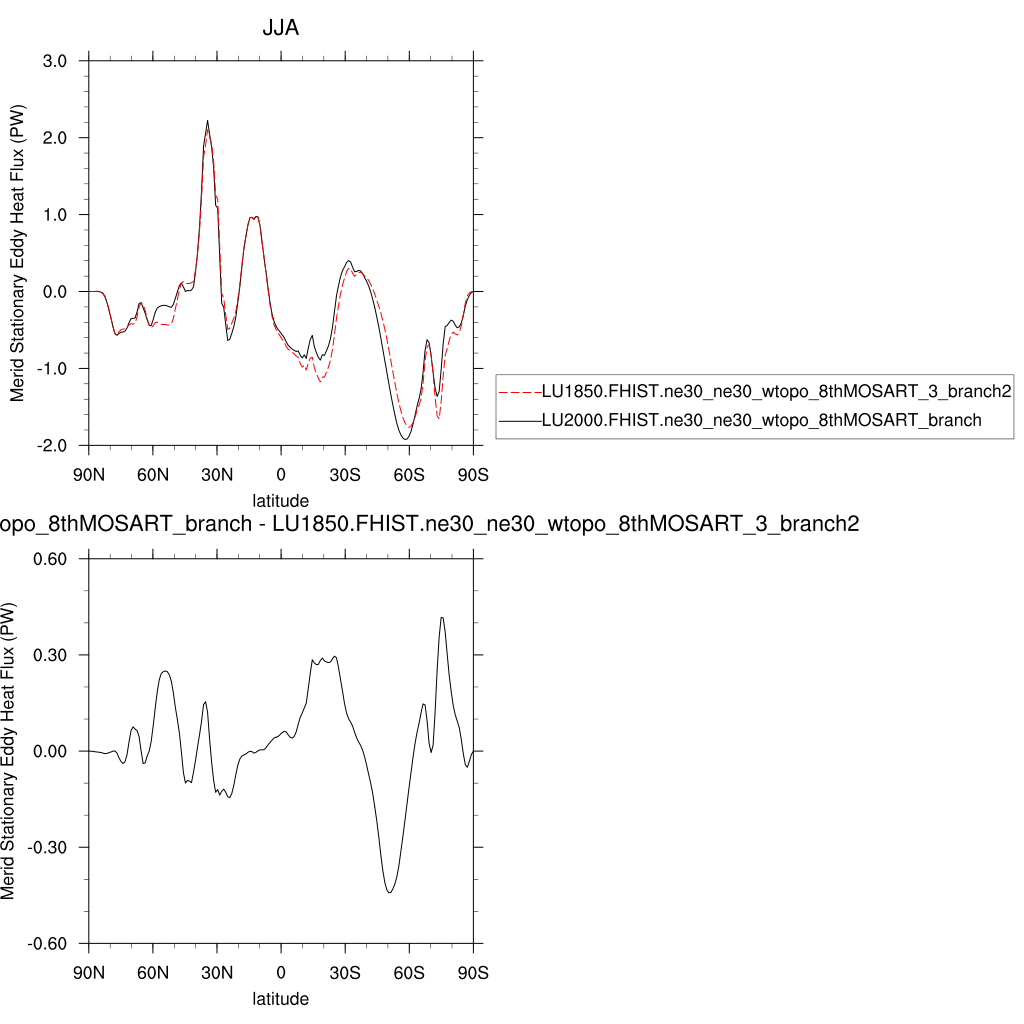 JJA
Merid Stationary Eddy Heat Flux (PW)
3.0
2.0
1.0
0.0
-1.0
-2.0
90N 60N 30N 0 30S 60S 90S
latitude
LU1850.FHIST.ne30_ne30_wtopo_8thMOSART_3_branch2
LU2000.FHIST.ne30_ne30_wtopo_8thMOSART_branch
opo_8thMOSART_branch - LU1850.FHIST.ne30_ne30_wtopo_8thMOSART_3_branch2
Merid Stationary Eddy Heat Flux (PW)
0.60
0.30
0.00
-0.30
-0.60
90N 60N 30N 0 30S 60S 90S
latitude